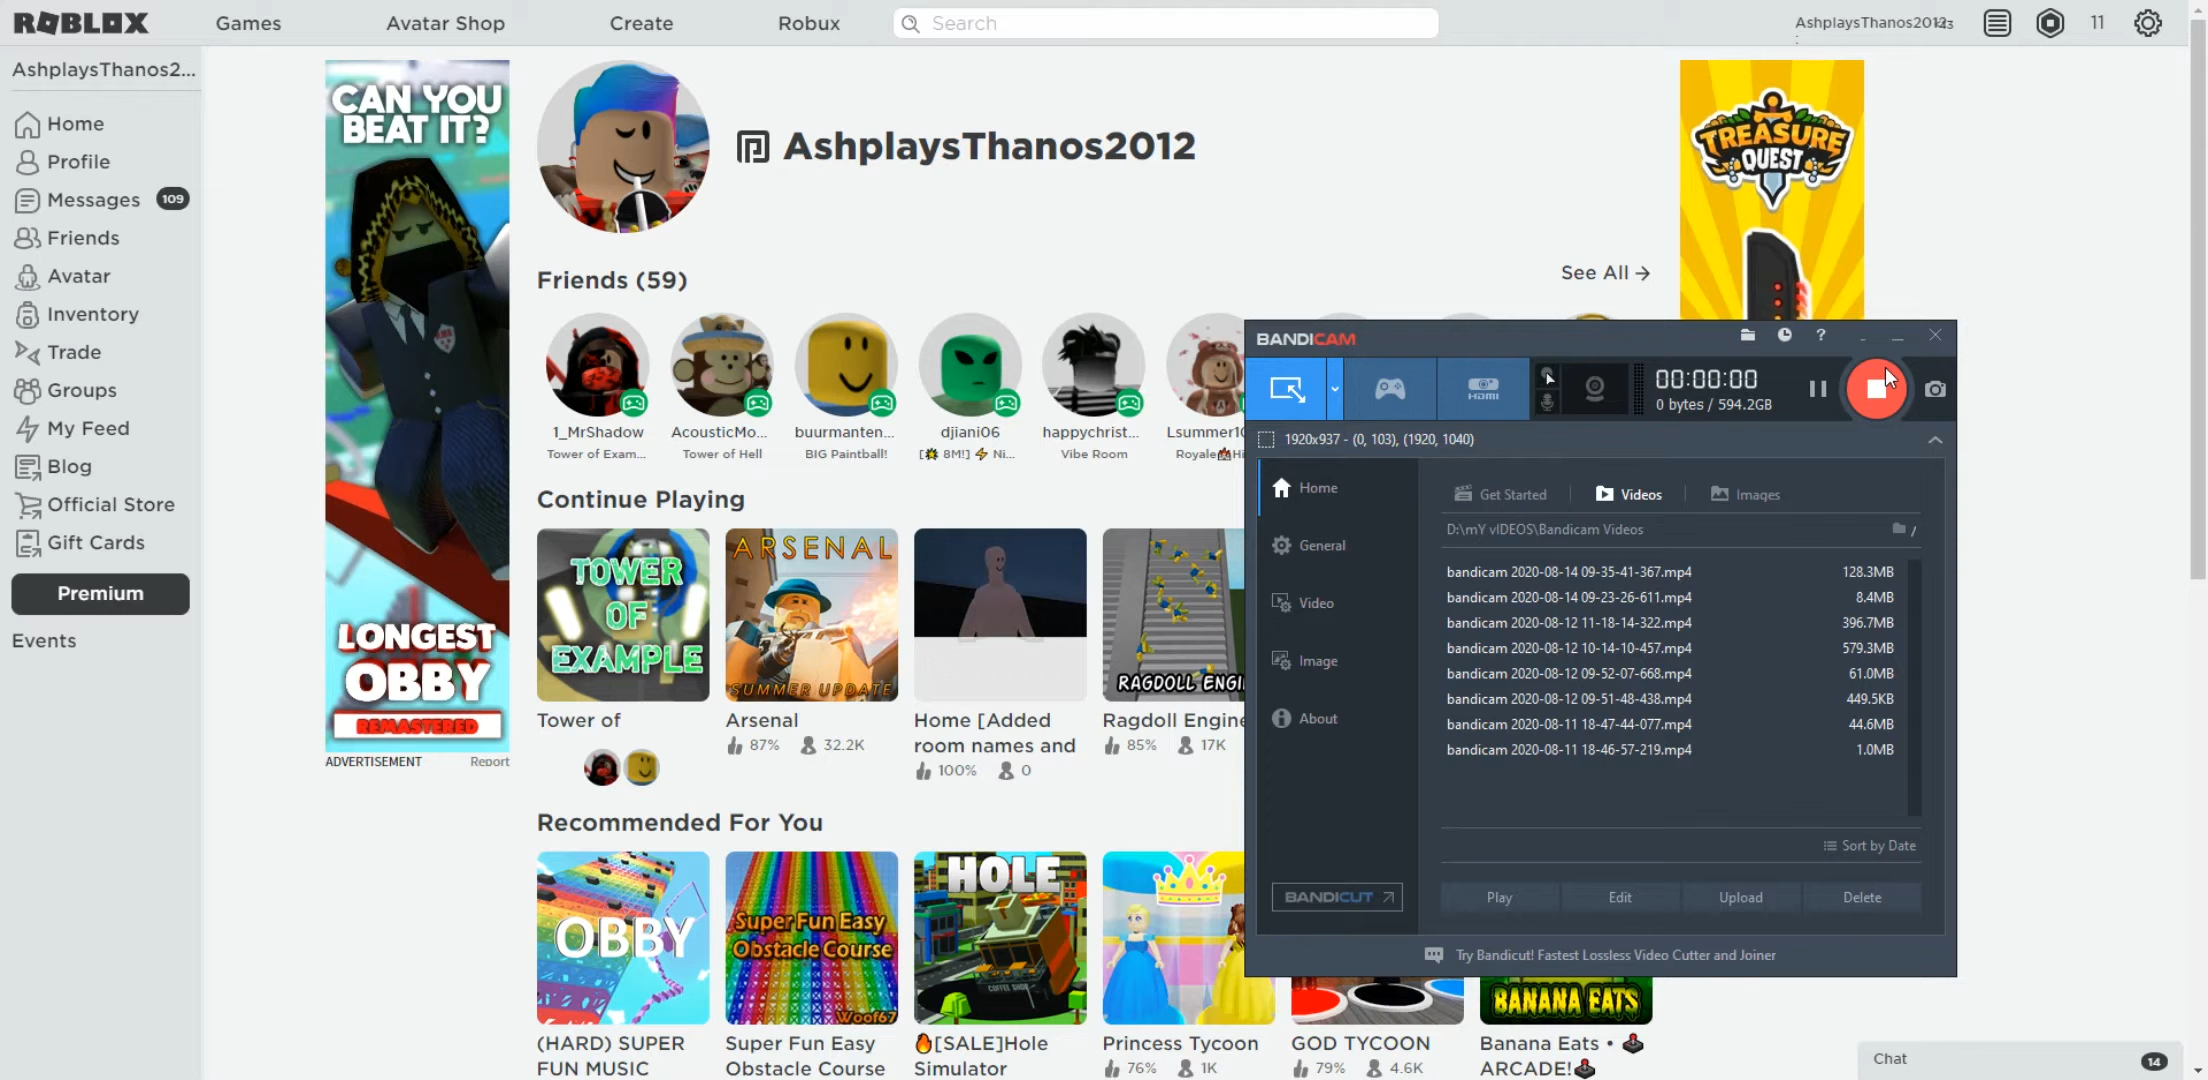 ROBLOX
Games
Avatar Shop
Create
Robux
Search
AshplaysThanos2012
11
AshplaysThanos2...
Home
Profile
Messages 109
Friends
Avatar
Inventory
Trade
Groups
My Feed
Blog
Official Store
Gift Cards
Premium
Events
CAN YOU
BEAT IT?
LONGEST
OBBY
REMASTERED
ADVERTISEMENT
Report
AshplaysThanos2012
TREASURE
QUEST
Friends (59)
See All →
1_MrShadow
Tower of Exam...
AcousticMo...
Tower of Hell
buurmanten...
BIG Paintball!
djiani06
[💥 8M!] ⚡ Ni...
happychrist...
Vibe Room
Lsummer10
Royale🏰Hi
Continue Playing
TOWER
OF
EXAMPLE
Tower of
ARSENAL
SUMMER UPDATE
Arsenal
87% 32.2K
Home [Added
room names and
100% 0
RAGDOLL ENGI
Ragdoll Engine
85% 17K
Recommended For You
OBBY
(HARD) SUPER
FUN MUSIC
Super Fun Easy
Obstacle Course
Woof67
Super Fun Easy
Obstacle Course
HOLE
COFFEE SHOP
🔥[SALE]Hole
Simulator
Princess Tycoon
76% 1K
GOD TYCOON
79% 4.6K
BANANA EATS
Banana Eats • 🕹️
ARCADE!🕹️
Chat
14
BANDICAM
?
HDMI
00:00:00
0 bytes / 594.2GB
1920x937 - (0, 103), (1920, 1040)
Home
General
Video
Image
About
BANDICUT
Get Started
Videos
Images
D:\mY vIDEOS\Bandicam Videos
/
bandicam 2020-08-14 09-35-41-367.mp4 128.3MB
bandicam 2020-08-14 09-23-26-611.mp4 8.4MB
bandicam 2020-08-12 11-18-14-322.mp4 396.7MB
bandicam 2020-08-12 10-14-10-457.mp4 579.3MB
bandicam 2020-08-12 09-52-07-668.mp4 61.0MB
bandicam 2020-08-12 09-51-48-438.mp4 449.5KB
bandicam 2020-08-11 18-47-44-077.mp4 44.6MB
bandicam 2020-08-11 18-46-57-219.mp4 1.0MB
Sort by Date
Play
Edit
Upload
Delete
Try Bandicut! Fastest Lossless Video Cutter and Joiner